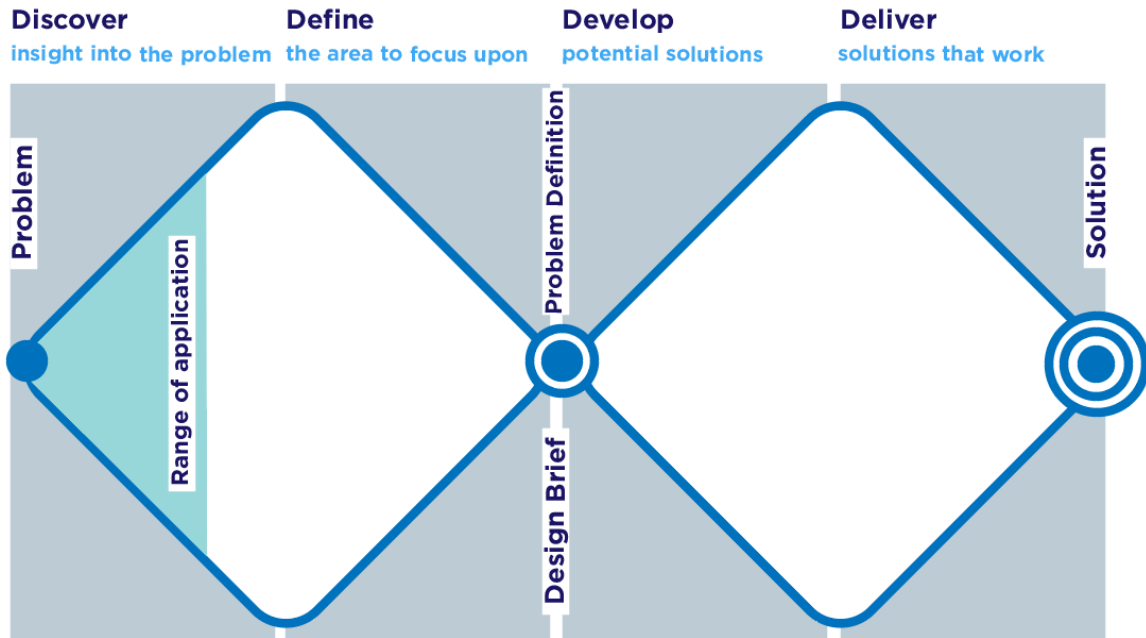 Discover
insight into the problem
Define
the area to focus upon
Develop
potential solutions
Deliver
solutions that work
Problem
Range of application
Problem Definition
Design Brief
Solution